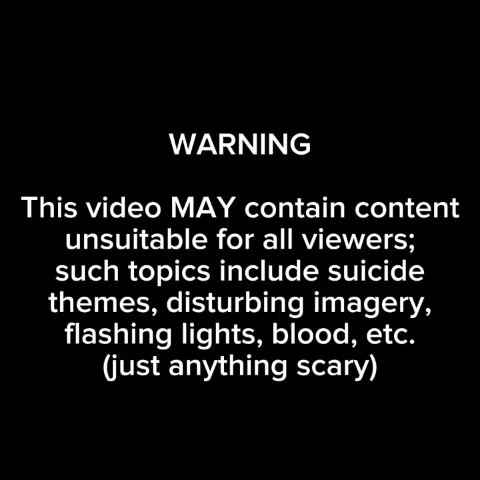 WARNING
This video MAY contain content
unsuitable for all viewers;
such topics include suicide
themes, disturbing imagery,
flashing lights, blood, etc.
(just anything scary)